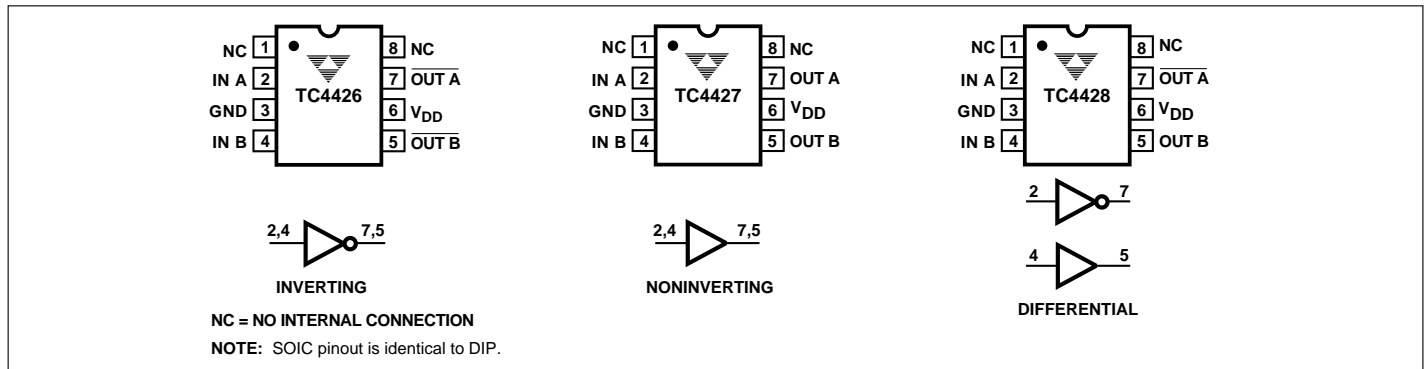 NC 1 8 NC
IN A 2 7 OUT A
TC4426
GND 3 6 VDD
IN B 4 5 OUT B
2,4 7,5
INVERTING
NC 1 8 NC
IN A 2 7 OUT A
TC4427
GND 3 6 VDD
IN B 4 5 OUT B
2,4 7,5
NONINVERTING
NC 1 8 NC
IN A 2 7 OUT A
TC4428
GND 3 6 VDD
IN B 4 5 OUT B
2 7
4 5
DIFFERENTIAL
NC = NO INTERNAL CONNECTION
NOTE: SOIC pinout is identical to DIP.